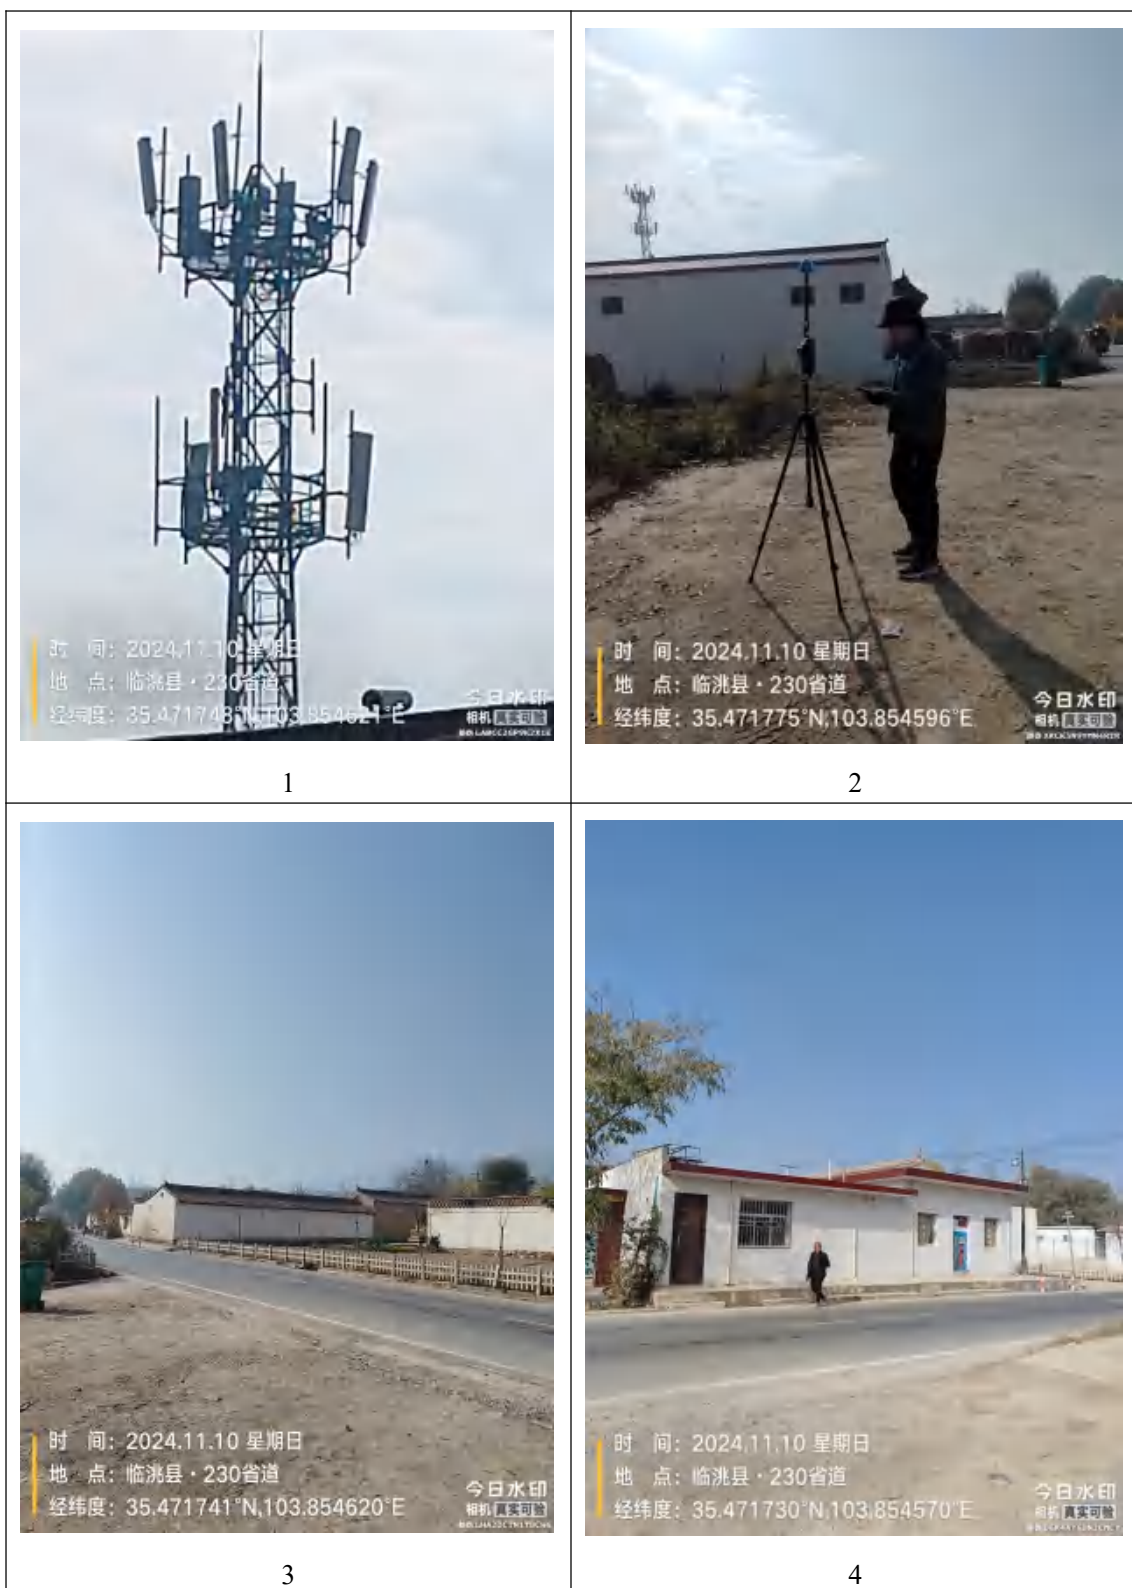 时 间：2024.11.10 星期日
地 点：临洮县·230省道
经纬度：35.471748°N,103.854621°E
今日水印
相机 真实可验
1
时 间：2024.11.10 星期日
地 点：临洮县·230省道
经纬度：35.471775°N,103.854596°E
今日水印
相机 真实可验
2
时 间：2024.11.10 星期日
地 点：临洮县·230省道
经纬度：35.471741°N,103.854620°E
今日水印
相机 真实可验
3
时 间：2024.11.10 星期日
地 点：临洮县·230省道
经纬度：35.471730°N,103.854570°E
今日水印
相机 真实可验
4